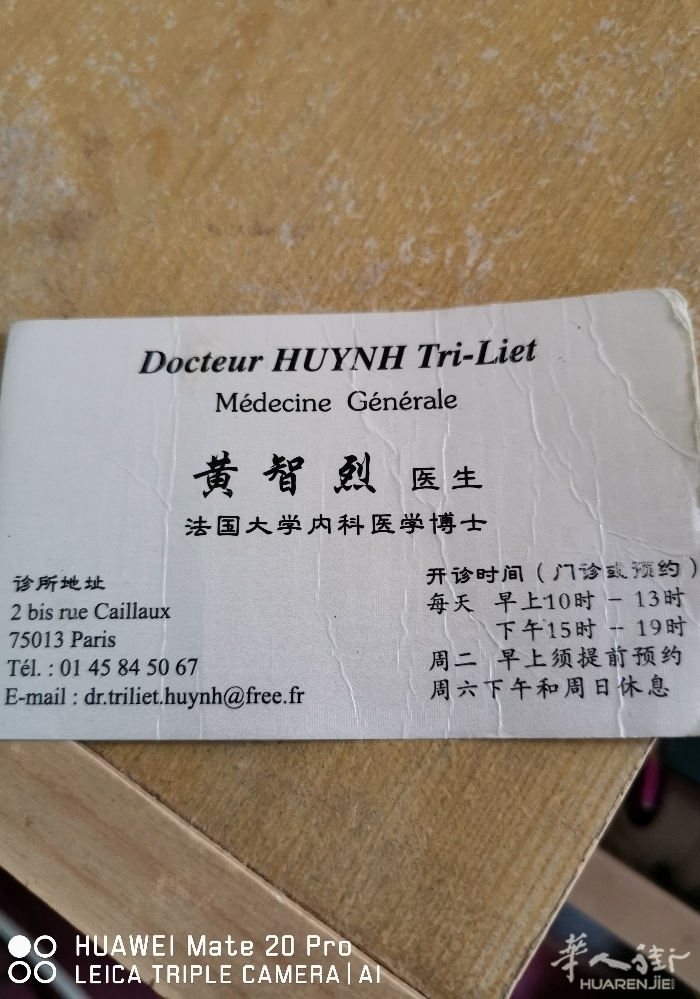 Docteur HUYNH Tri-Liet
Médecine Générale
黄智烈 医生
法国大学内科医学博士
诊所地址
2 bis rue Caillaux
75013 Paris
Tél. : 01 45 84 50 67
E-mail : dr.triliet.huynh@free.fr
开诊时间（门诊或预约）
每天 早上10时 - 13时
下午15时 - 19时
周二 早上须提前预约
周六下午和周日休息
HUAWEI Mate 20 Pro
LEICA TRIPLE CAMERA | AI
華人街
HUARENJIE